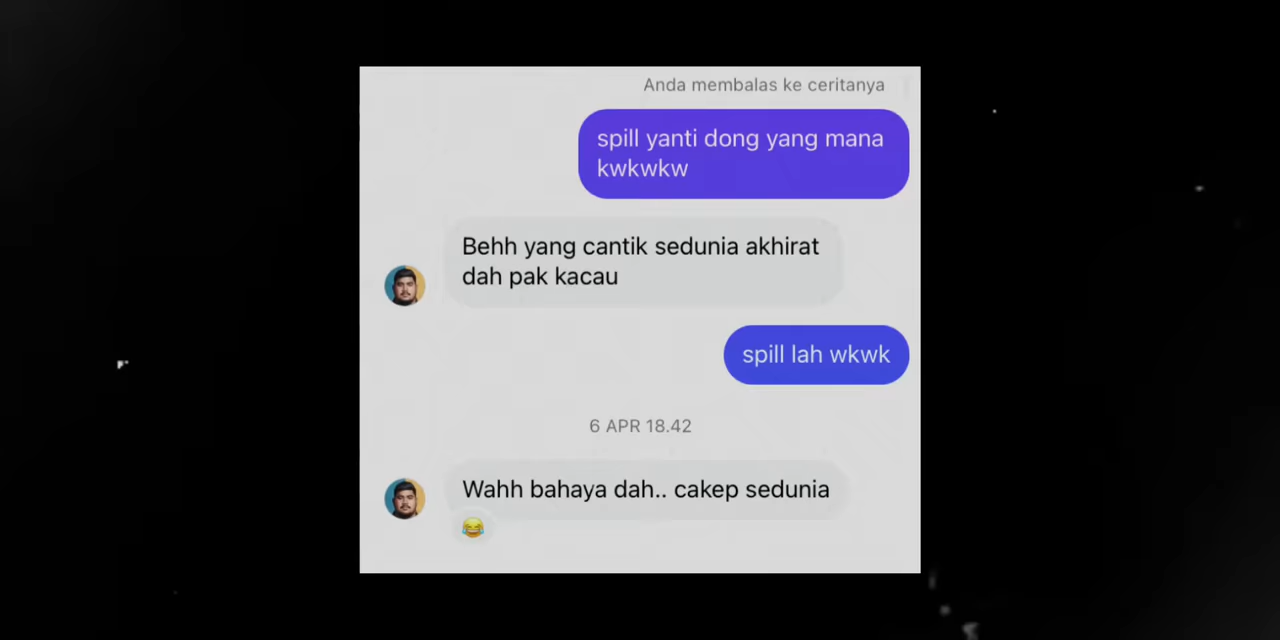 Anda membalas ke ceritanya
spill yanti dong yang mana
kwkwkw
Behh yang cantik sedunia akhirat
dah pak kacau
spill lah wkwk
6 APR 18.42
Wahh bahaya dah.. cakep sedunia
😂